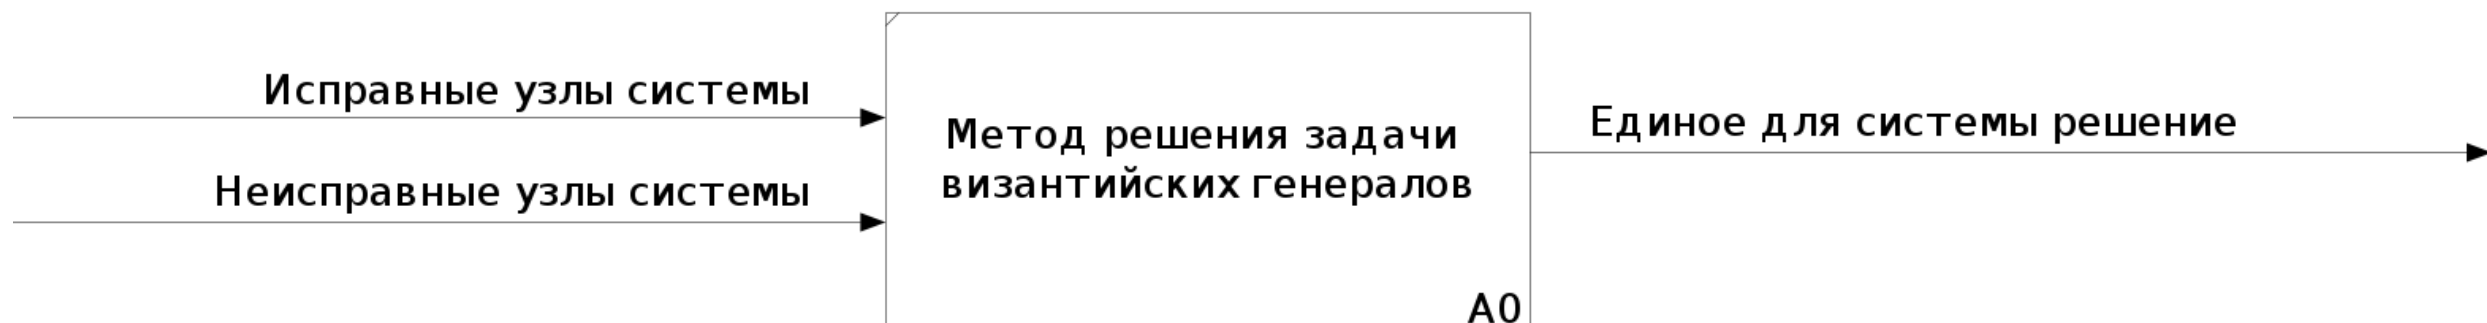 Исправные узлы системы
Неисправные узлы системы
Метод решения задачи
византийских генералов
A0
Единое для системы решение